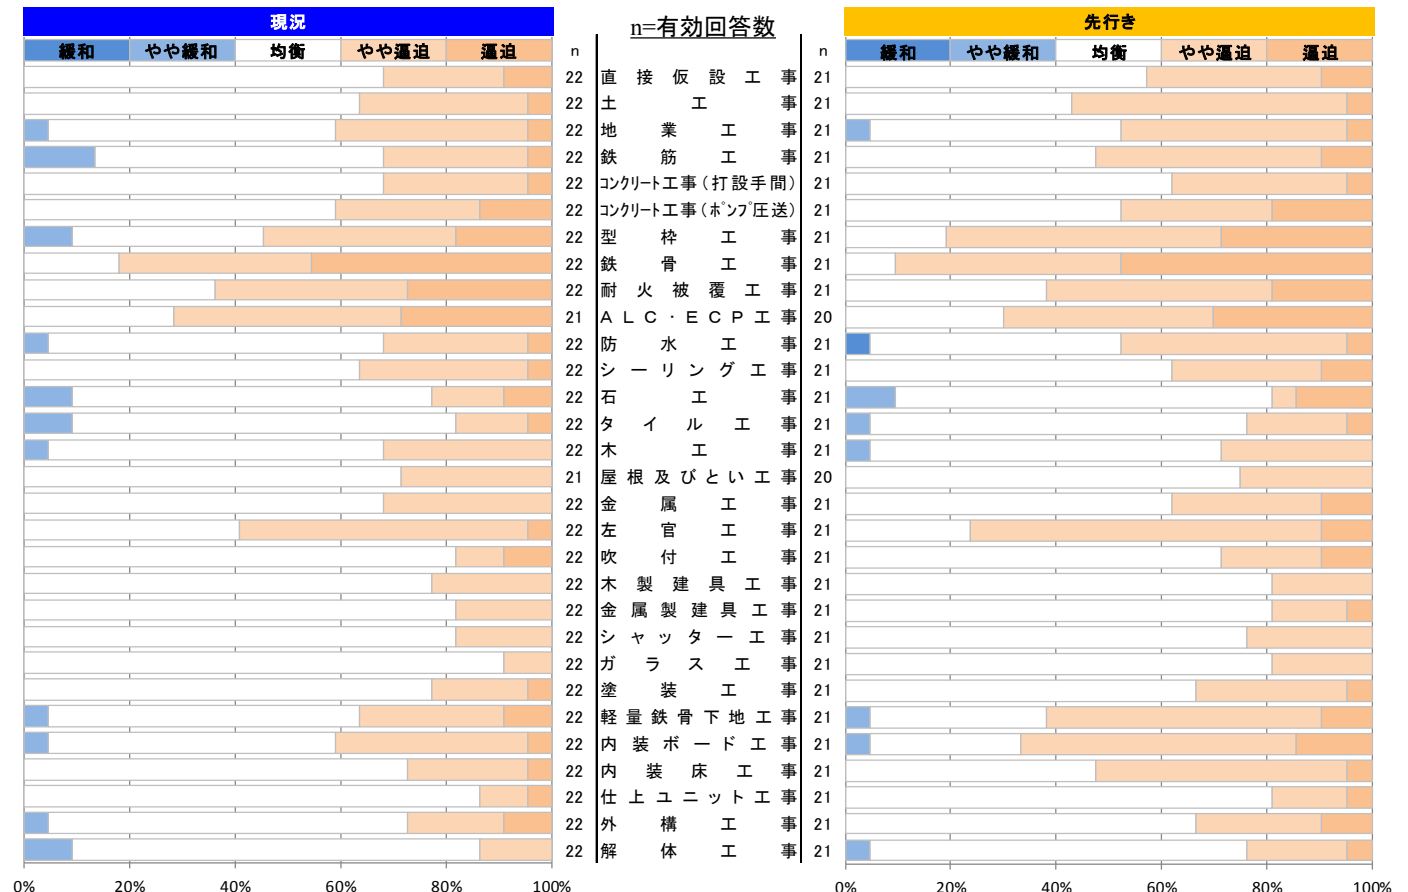 現況 n=有効回答数 先行き
緩和 やや緩和 均衡 やや逼迫 逼迫 n n 緩和 やや緩和 均衡 やや逼迫 逼迫
22 直接仮設工事 21
22 土工事 21
22 地業工事 21
22 鉄筋工事 21
22 コンクリート工事(打設手間) 21
22 コンクリート工事(ポンプ圧送) 21
22 型枠工事 21
22 鉄骨工事 21
22 耐火被覆工事 21
21 ALC・ECP工事 20
22 防水工事 21
22 シーリング工事 21
22 石工事 21
22 タイル工事 21
22 木工事 21
21 屋根及びとい工事 20
22 金属工事 21
22 左官工事 21
22 吹付工事 21
22 木製建具工事 21
22 金属製建具工事 21
22 シャッター工事 21
22 ガラス工事 21
22 塗装工事 21
22 軽量鉄骨下地工事 21
22 内装ボード工事 21
22 内装床工事 21
22 仕上ユニット工事 21
22 外構工事 21
22 解体工事 21
0% 20% 40% 60% 80% 100% 0% 20% 40% 60% 80% 100%